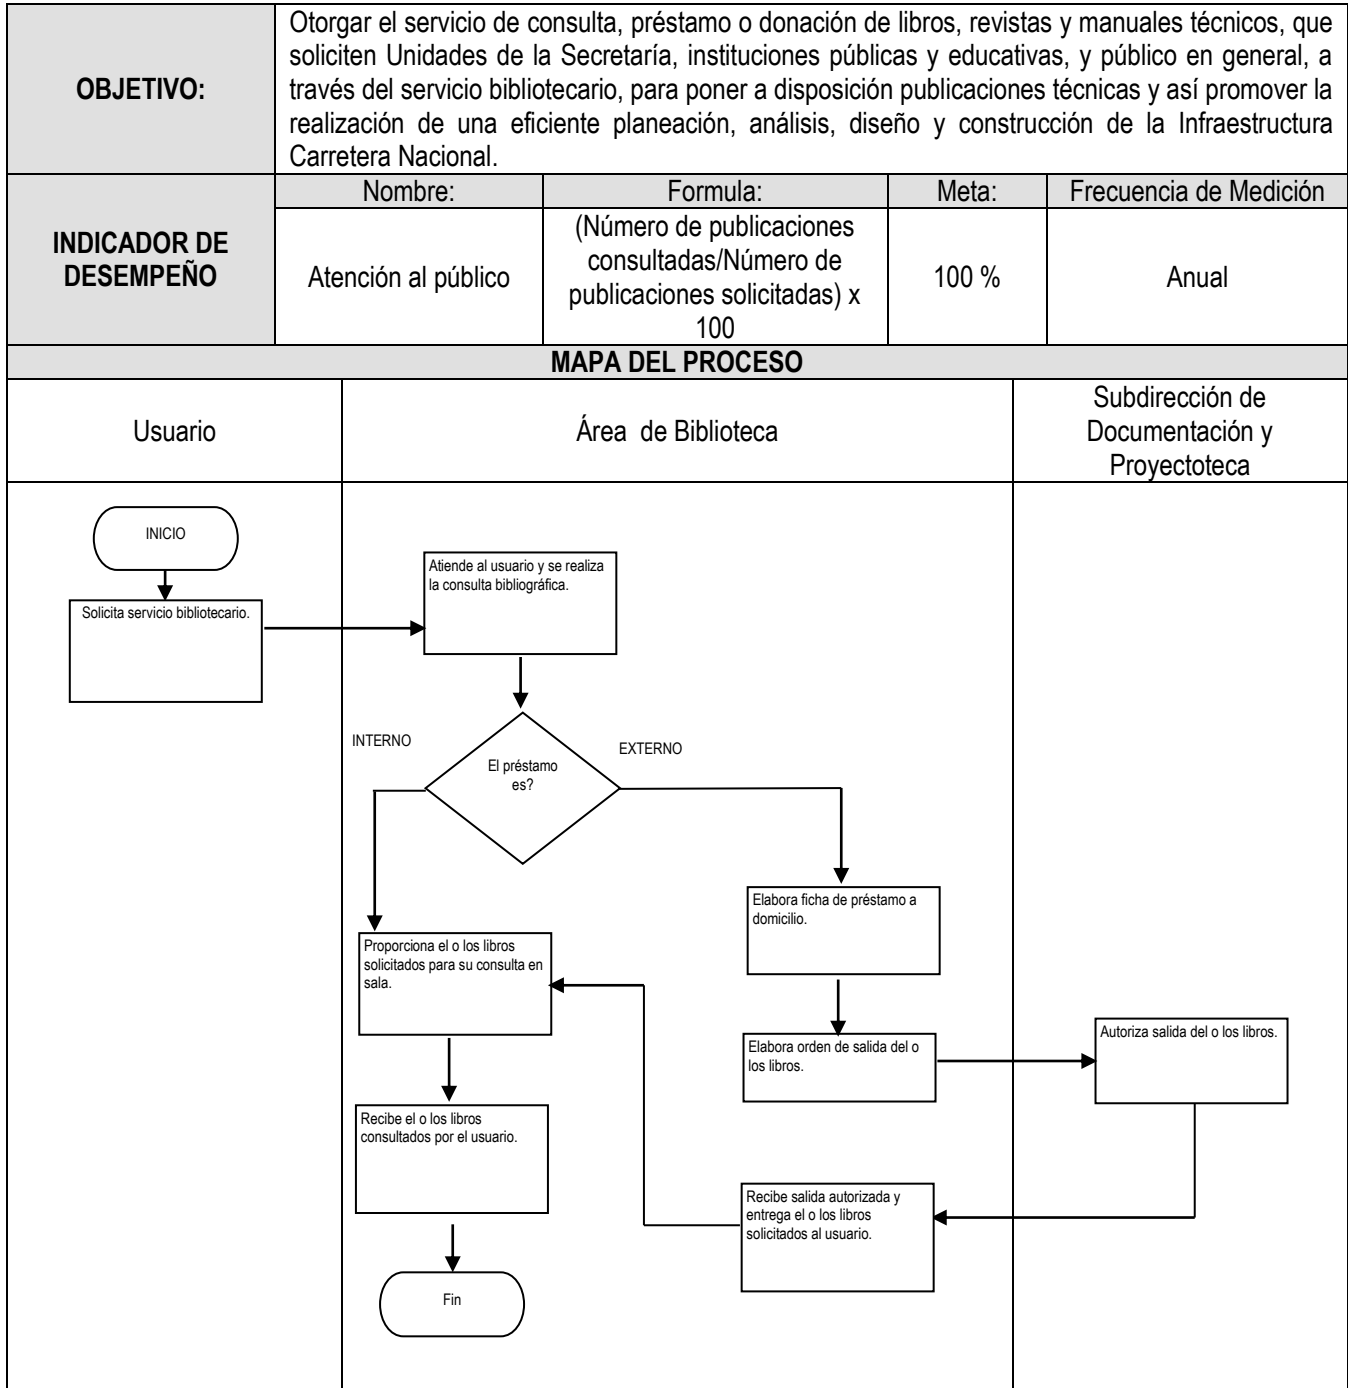 OBJETIVO:
Otorgar el servicio de consulta, préstamo o donación de libros, revistas y manuales técnicos, que
soliciten Unidades de la Secretaría, instituciones públicas y educativas, y público en general, a
través del servicio bibliotecario, para poner a disposición publicaciones técnicas y así promover la
realización de una eficiente planeación, análisis, diseño y construcción de la Infraestructura
Carretera Nacional.
INDICADOR DE
DESEMPEÑO
Nombre:
Formula:
Meta:
Frecuencia de Medición
Atención al público
(Número de publicaciones
consultadas/Número de
publicaciones solicitadas) x
100
100 %
Anual
MAPA DEL PROCESO
Usuario
Área de Biblioteca
Subdirección de
Documentación y
Proyectoteca
INICIO
Solicita servicio bibliotecario.
Atiende al usuario y se realiza
la consulta bibliográfica.
El préstamo
es?
INTERNO
EXTERNO
Elabora ficha de préstamo a
domicilio.
Proporciona el o los libros
solicitados para su consulta en
sala.
Elabora orden de salida del o
los libros.
Autoriza salida del o los libros.
Recibe el o los libros
consultados por el usuario.
Recibe salida autorizada y
entrega el o los libros
solicitados al usuario.
Fin